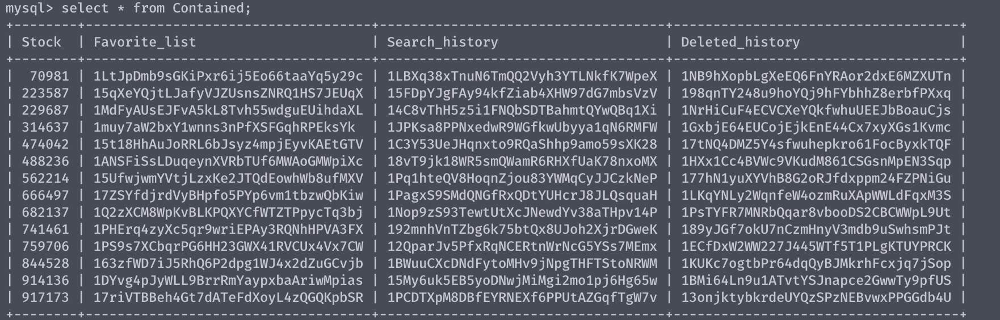 mysql> select * from Contained;
+--------+------------------------------------+------------------------------------+------------------------------------+
| Stock  | Favorite_list                      | Search_history                     | Deleted_history                    |
+--------+------------------------------------+------------------------------------+------------------------------------+
|  70981 | 1LtJpDmb9sGKiPxr6ij5Eo66taaYq5y29c | 1LBXq38xTnuN6TmQQ2Vyh3YTLNkfK7WpeX | 1NB9hXopbLgXeEQ6FnYRAor2dxE6MZXUTn |
| 223587 | 15qXeYQjtLJafyVJZUsnsZNRQ1HS7JEUqX | 15FDpYJgFAy94kfZiab4XHW97dG7mbsVzV | 198qnTY248u9hoYQj9hFYbhhZ8erbfPXxq |
| 229687 | 1MdFyAUsEJFvA5kL8Tvh55wdguEUihdaXL | 14C8vThH5z5i1FNQbSDTBahmtQYwQBq1Xi | 1NrHiCuF4ECVCXeYQkfwhuUEEJbBoauCjs |
| 314637 | 1muy7aW2bxY1wnns3nPfXSFGqhRPEksYk  | 1JPKsa8PPNxedwR9WGfkwUbyya1qN6RMFW | 1GxbjE64EUCojEjkEnE44Cx7xyXGs1Kvmc |
| 474042 | 15t18HhAuJoRRL6bJsyz4mpjEyvKAEtGTV | 1C3Y53UeJHqnxto9RQaShhp9amo59sXK28 | 17tNQ4DMZ5Y4sfwuhepkro61FocByxkTQF |
| 488236 | 1ANSFiSsLDuqeynXVRbTUf6MWAoGMWpiXc | 18vT9jk18WR5smQWamR6RHXfUaK78nxoMX | 1HXx1Cc4BVWc9VKudM861CSGsnMpEN3Sqp |
| 562214 | 15UfwjwmYVtjLzxKe2JTQdEowhWb8ufMXV | 1Pq1hteQV8HoqnZjou83YWMqCyJJCzkNeP | 177hN1yuXYVhB8G2oRJfdxppm24FZPNiGu |
| 666497 | 17ZSYfdjrdVyBHpfo5PYp6vm1tbzwQbKiw | 1PagxS9SMdQNGfRxQDtYUHcrJ8JLQsquaH | 1LKqYNLy2WqnfeW4ozmRuXApWWLdFqxM3S |
| 682137 | 1Q2zXCM8WpKvBLKPQXYCfWTZTPpycTq3bj | 1Nop9zS93TewtUtXcJNewdYv38aTHpv14P | 1PsTYFR7MNRbQqar8vbooDS2CBCWWpL9Ut |
| 741461 | 1PHErq4zyXc5qr9wriEPAy3RQNhHPVA3FX | 192mnhVnTZbg6k75btQx8UJoh2XjrDGweK | 189yJGf7okU7nCzmHnyV3mdb9uSwhsmPJt |
| 759706 | 1PS9s7XCbqrPG6HH23GWX41RVCUx4Vx7CW | 12QparJv5PfxRqNCERtnWrNcG5YSs7MEmx | 1ECfDxW2WW227J445WTf5T1PLgKTUYPRCK |
| 844528 | 163zfWD7iJ5RhQ6P2dpg1WJ4x2dZuGCvjb | 1BWuuCXcDNdFytoMHv9jNpgTHFTStoNRWM | 1KUKc7ogtbPr64dqQyBJMkrhFcxjq7jSop |
| 914136 | 1DYvg4pJyWLL9BrrRmYaypxbaAriwMpias | 15My6uk5EB5yoDNwjMiMgi2mo1pj6Hg65w | 1BMi64Ln9u1ATvtYSJnapce2GwwTy9pfUS |
| 917173 | 17riVTBBeh4Gt7dATeFdXoyL4zQGQKpbSR | 1PCDTXpM8DBfEYRNEXf6PPUtAZGqfTgW7v | 13onjktybkrdeUYQzSPzNEBvwxPPGGdb4U |
+--------+------------------------------------+------------------------------------+------------------------------------+